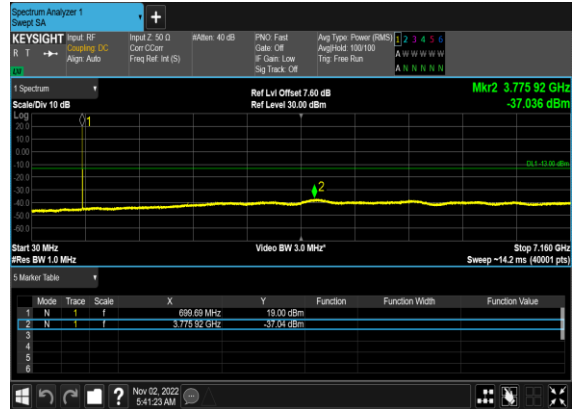 Spectrum Analyzer 1
Swept SA
+
KEYSIGHT Input: RF Input Z: 50 Ω #Atten: 40 dB PNO: Fast Avg Type: Power (RMS) 1 2 3 4 5 6
R T Coupling: DC Corr CCorr Gate: Off Avg|Hold: 100/100 A W W W W W
Align: Auto Freq Ref: Int (S) IF Gain: Low Trig: Free Run
Sig Track: Off A N N N N N
1 Spectrum Ref Lvl Offset 7.60 dB Mkr2 3.775 92 GHz
Scale/Div 10 dB Ref Level 30.00 dBm -37.036 dBm
Log
1
20.0
10.0
0.00
-10.0
DL1 -13.00 dBm
-20.0
2
-30.0
-40.0
-50.0
-60.0
Start 30 MHz Video BW 3.0 MHz* Stop 7.160 GHz
#Res BW 1.0 MHz Sweep ~14.2 ms (40001 pts)
5 Marker Table
Mode Trace Scale X Y Function Function Width Function Value
1 N 1 f 699.69 MHz 19.00 dBm
2 N 1 f 3.775 92 GHz -37.04 dBm
3
4
5
6
? Nov 02, 2022
5:41:23 AM